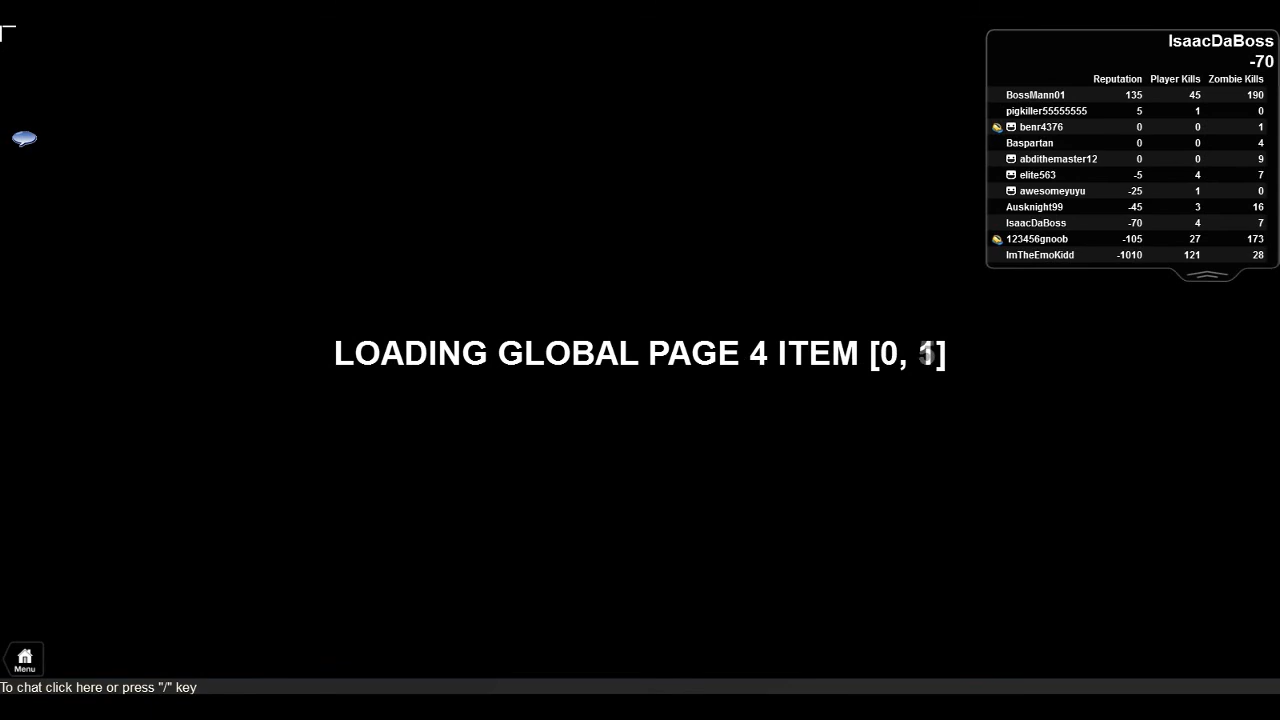 IsaacDaBoss
-70
Reputation Player Kills Zombie Kills
BossMann01 135 45 190
pigkiller55555555 5 1 0
benr4376 0 0 1
Baspartan 0 0 4
abdithemaster12 0 0 9
elite563 -5 4 7
awesomeyuyu -25 1 0
Ausknight99 -45 3 16
IsaacDaBoss -70 4 7
123456gnoob -105 27 173
ImTheEmoKidd -1010 121 28
LOADING GLOBAL PAGE 4 ITEM [0, ]
Menu
To chat click here or press "/" key